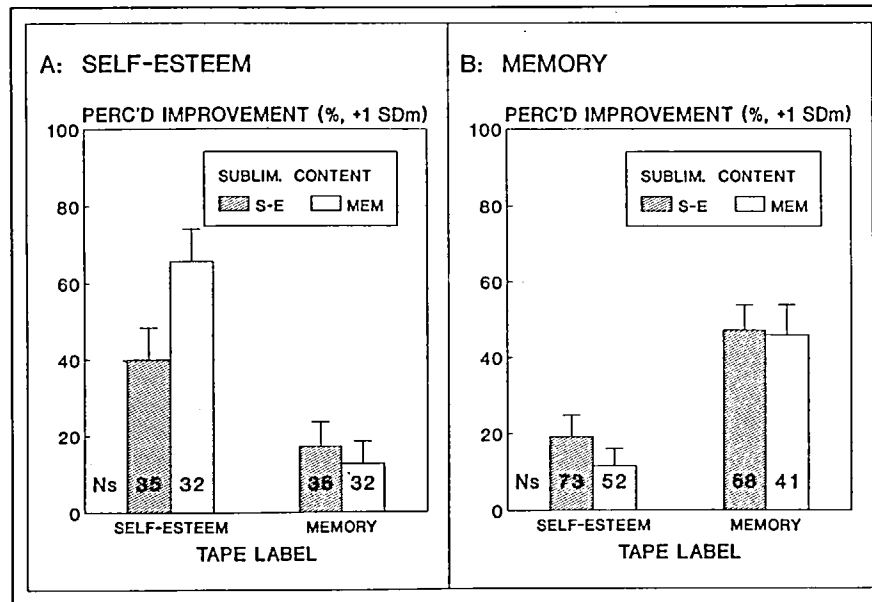 A: SELF-ESTEEM
PERC'D IMPROVEMENT (%, +1 SDm)
100
80
60
40
20
0
SUBLIM. CONTENT
S-E MEM
Ns 35 32 36 32
SELF-ESTEEM MEMORY
TAPE LABEL
B: MEMORY
PERC'D IMPROVEMENT (%, +1 SDm)
100
80
60
40
20
0
SUBLIM. CONTENT
S-E MEM
Ns 73 52 68 41
SELF-ESTEEM MEMORY
TAPE LABEL